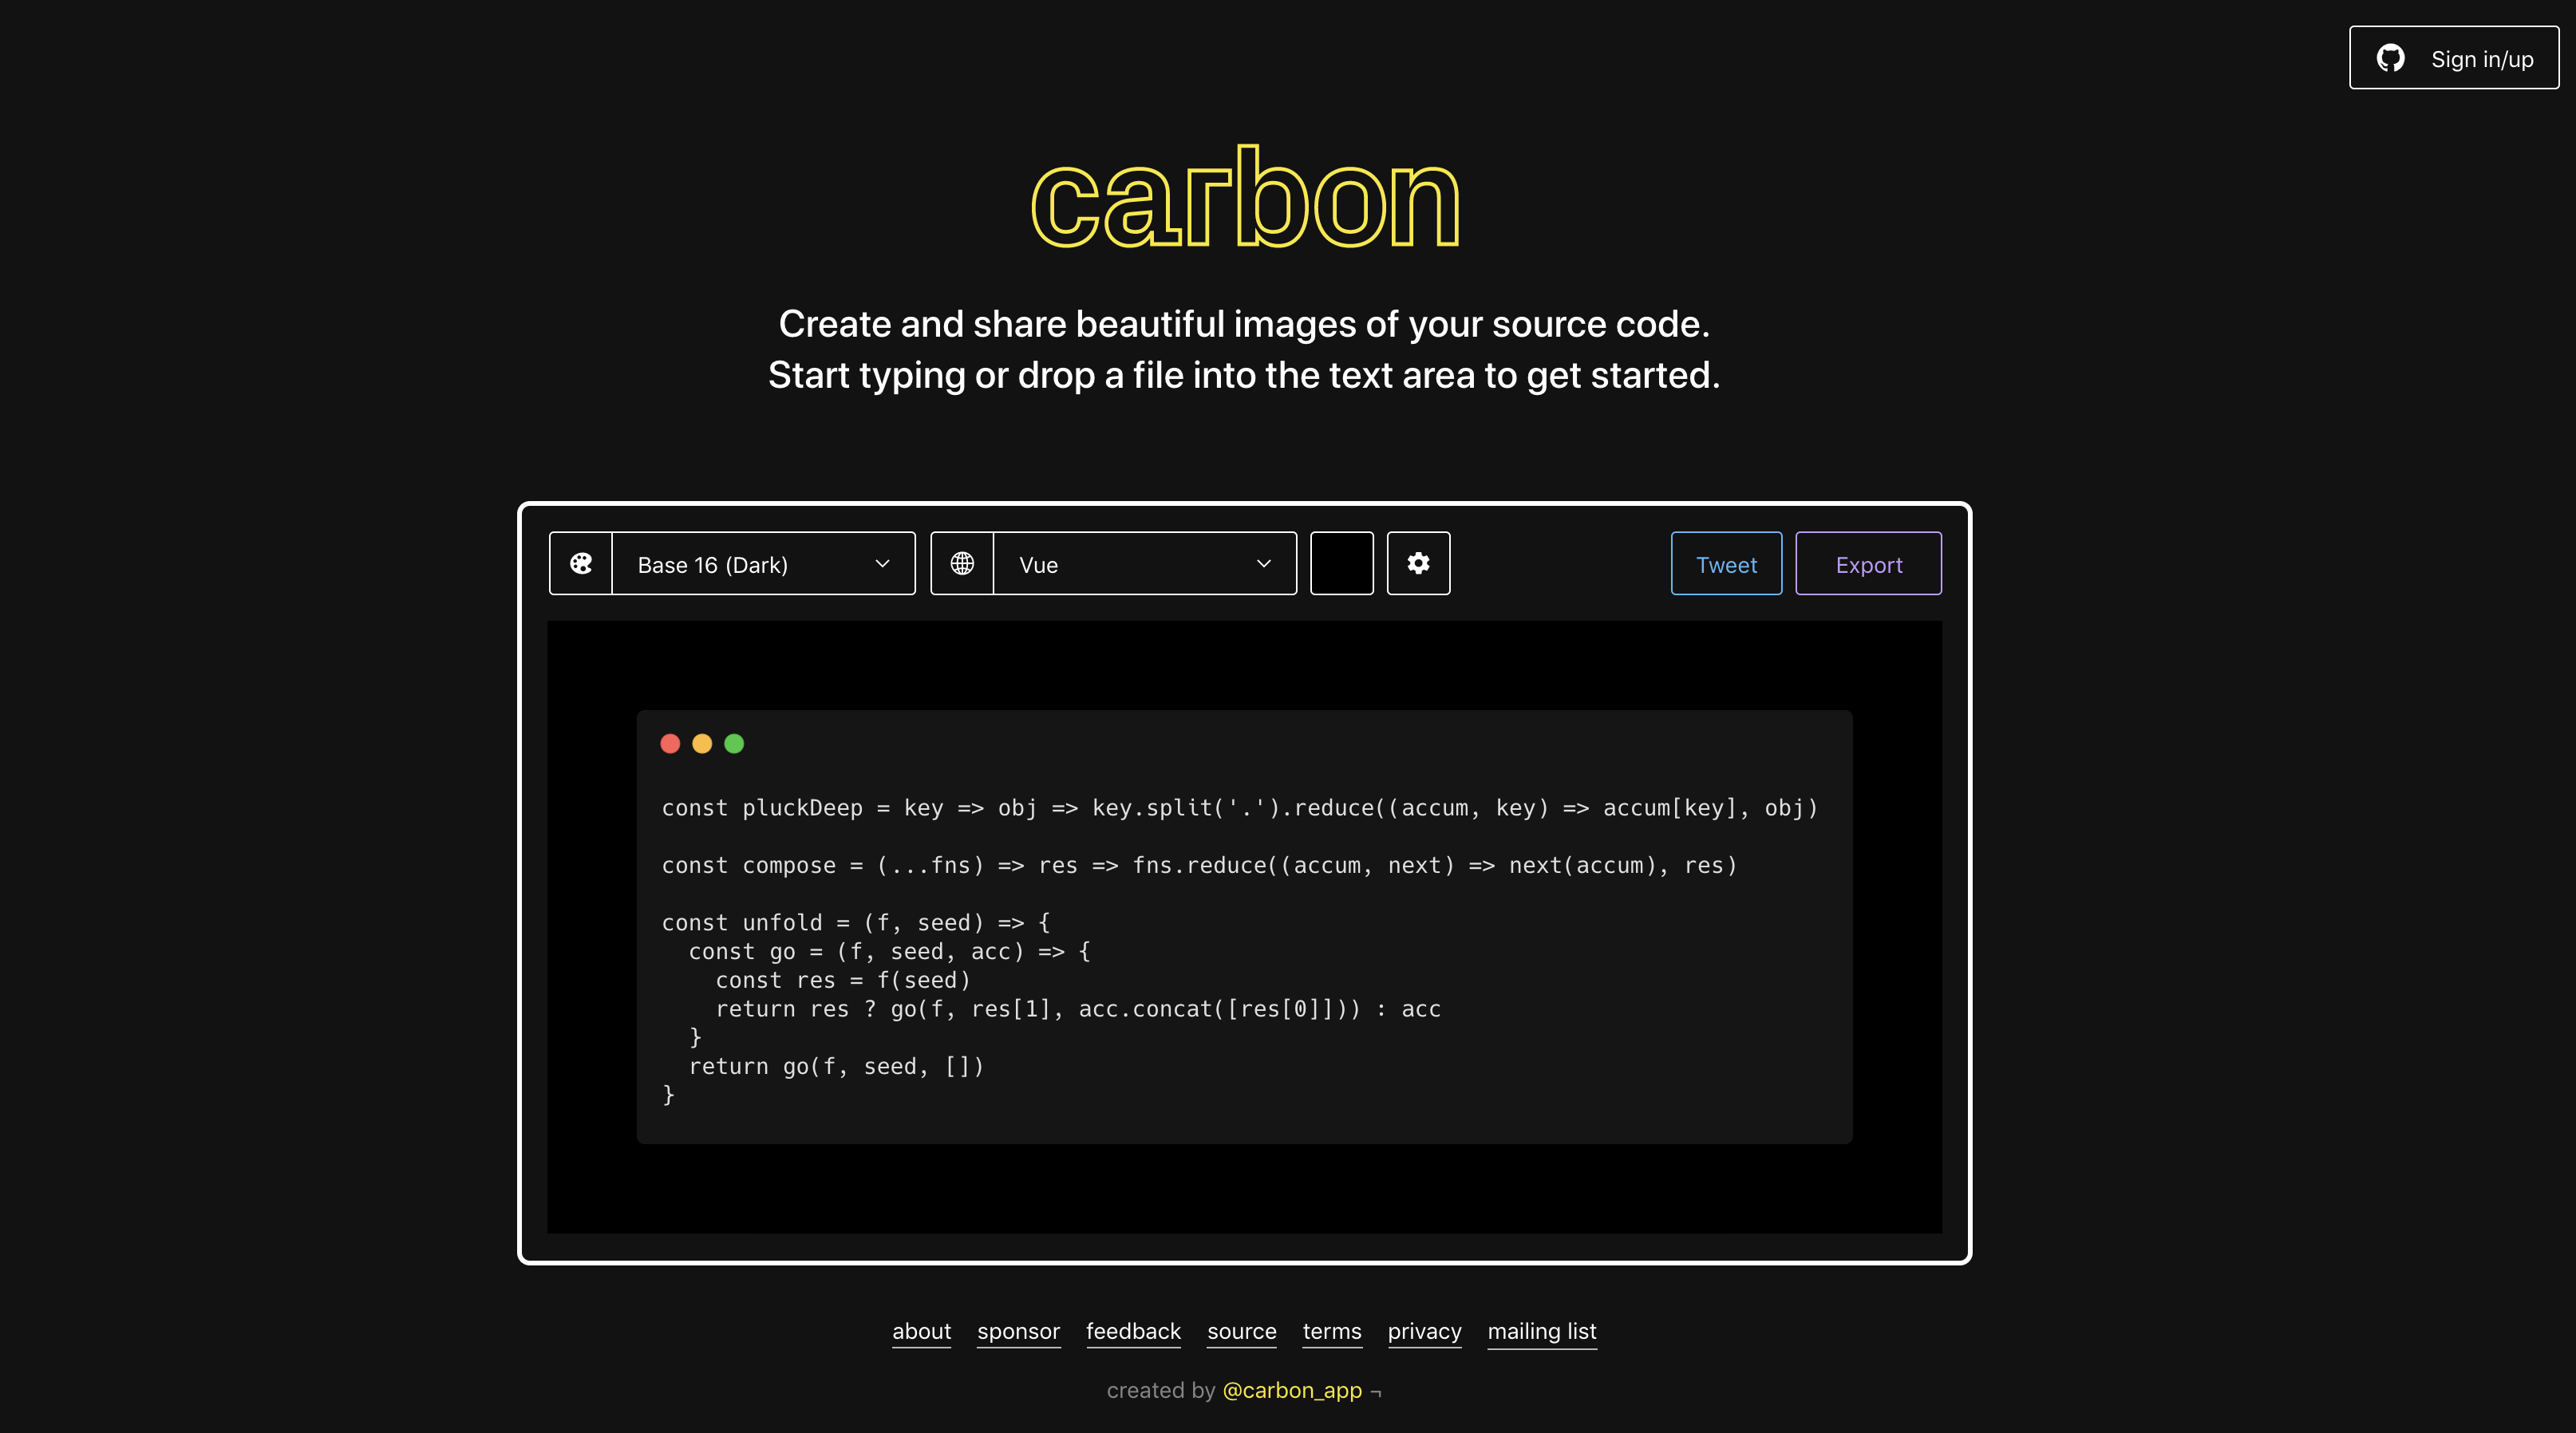 Sign in/up
carbon
Create and share beautiful images of your source code.
Start typing or drop a file into the text area to get started.
Base 16 (Dark) Vue Tweet Export
const pluckDeep = key => obj => key.split('.').reduce((accum, key) => accum[key], obj)
const compose = (...fns) => res => fns.reduce((accum, next) => next(accum), res)
const unfold = (f, seed) => {
  const go = (f, seed, acc) => {
    const res = f(seed)
    return res ? go(f, res[1], acc.concat([res[0]])) : acc
  }
  return go(f, seed, [])
}
about sponsor feedback source terms privacy mailing list
created by @carbon_app ¬